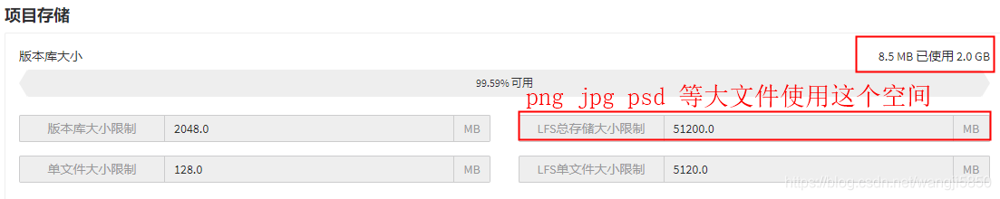 项目存储
版本库大小
8.5 MB 已使用 2.0 GB
99.59% 可用
png jpg psd 等大文件使用这个空间
版本库大小限制 2048.0 MB
LFS总存储大小限制 51200.0 MB
单文件大小限制 128.0 MB
LFS单文件大小限制 5120.0 MB
https://blog.csdn.net/wangji5850